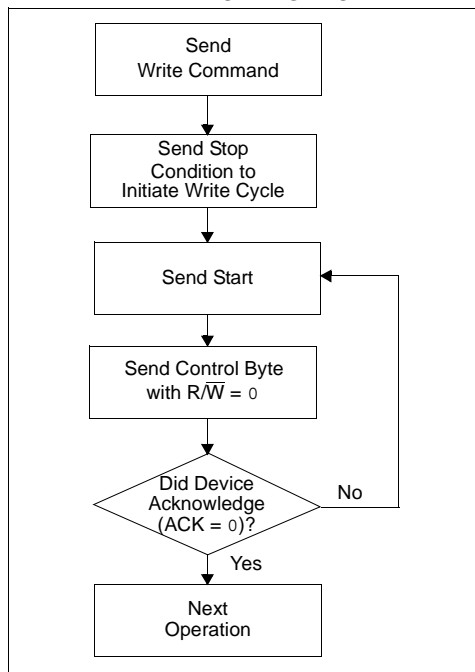 Send
Write Command
Send Stop
Condition to
Initiate Write Cycle
Send Start
Send Control Byte
with R/W̅ = 0
Did Device
Acknowledge
(ACK = 0)?
No
Yes
Next
Operation